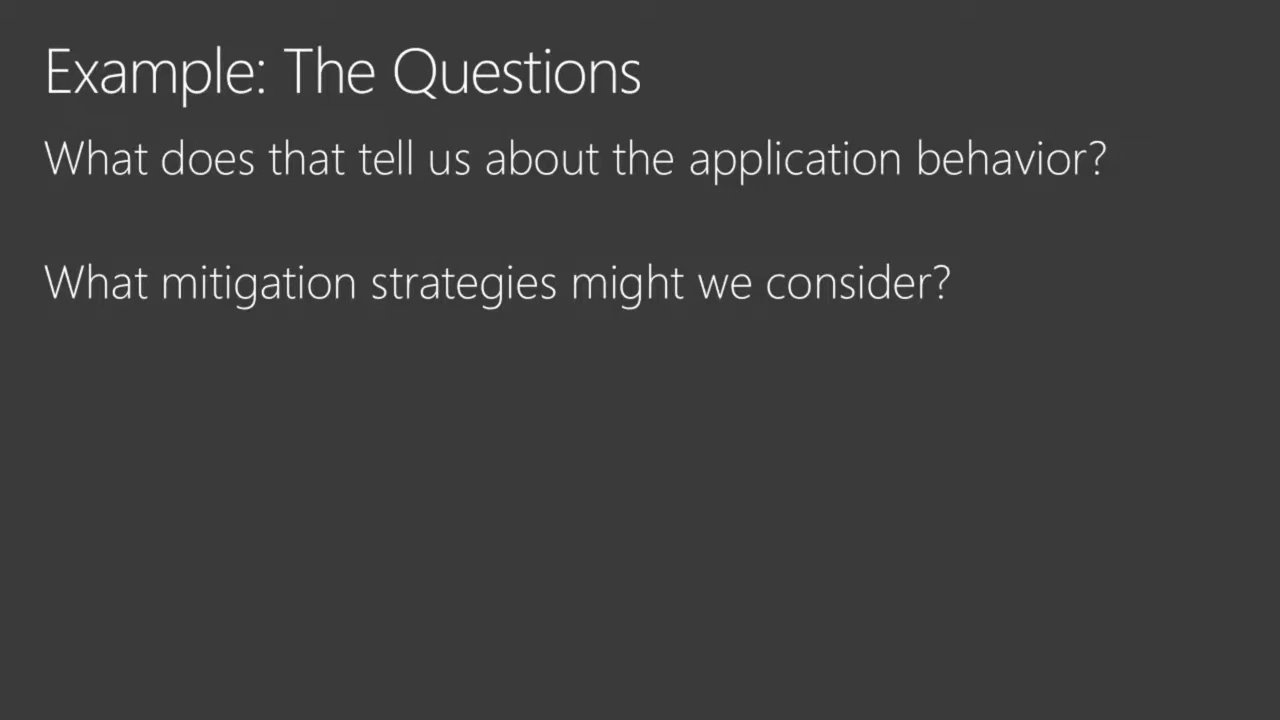 Example: The Questions
What does that tell us about the application behavior?
What mitigation strategies might we consider?